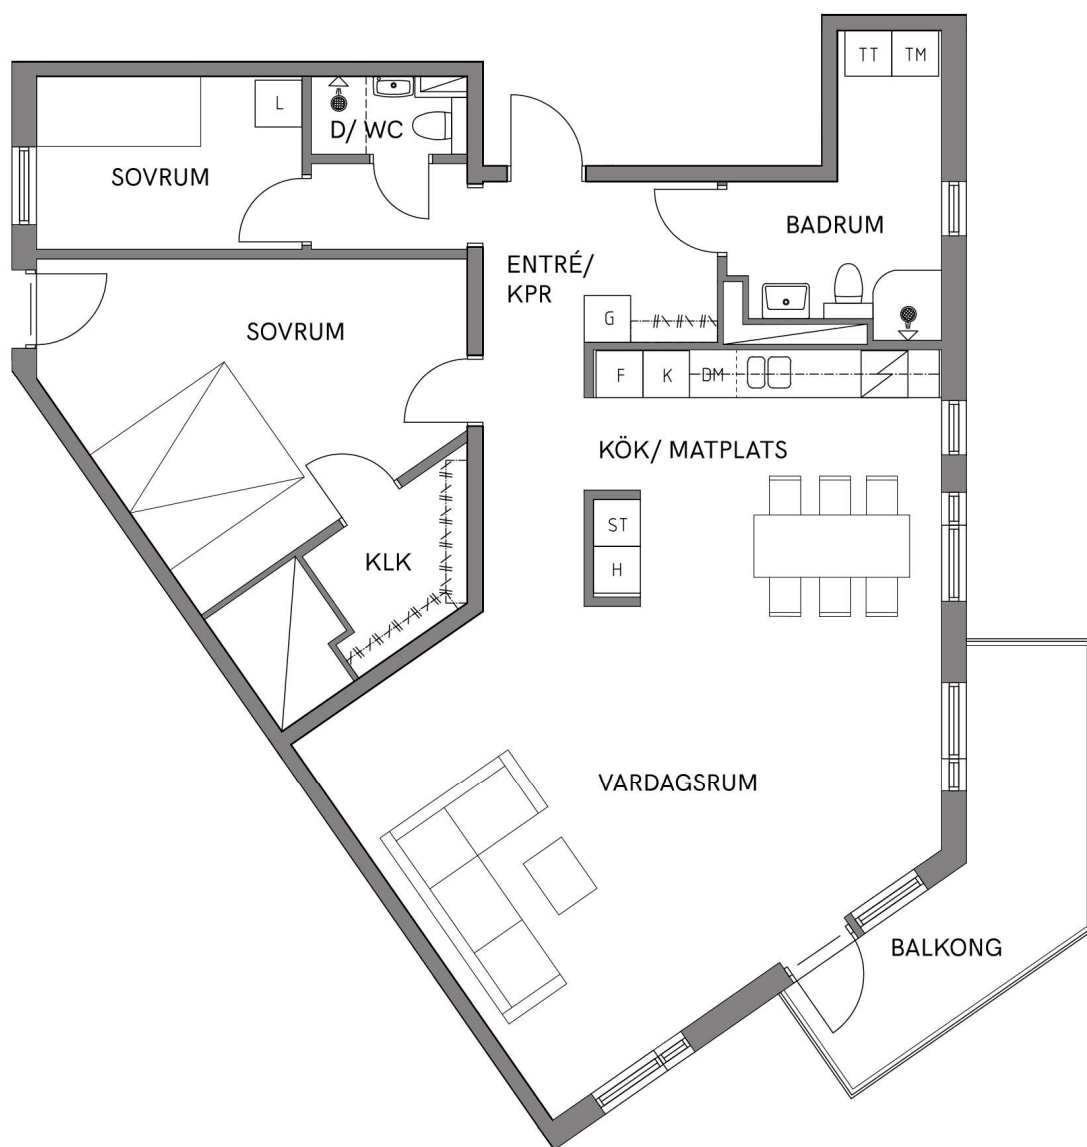 TT TM
L
D/ WC
SOVRUM
BADRUM
ENTRÉ/
KPR
G
SOVRUM
F K DM
KÖK/ MATPLATS
ST
H
KLK
VARDAGSRUM
BALKONG